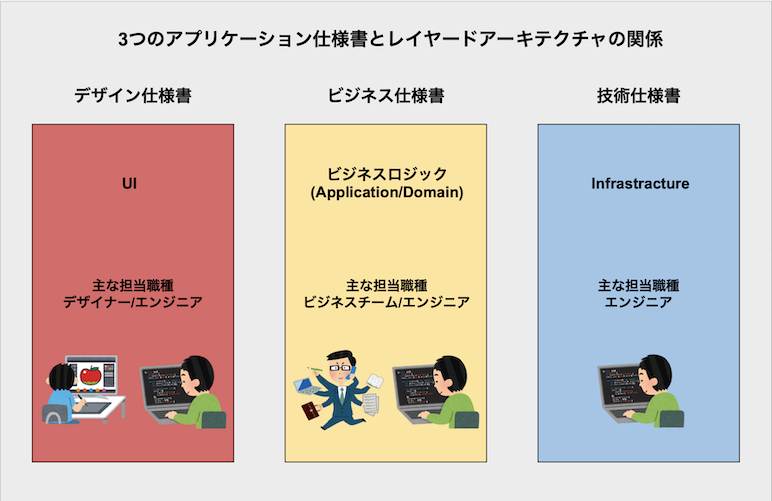 3つのアプリケーション仕様書とレイヤードアーキテクチャの関係
デザイン仕様書
ビジネス仕様書
技術仕様書
UI
ビジネスロジック
(Application/Domain)
Infrastracture
主な担当職種
デザイナー/エンジニア
主な担当職種
ビジネスチーム/エンジニア
主な担当職種
エンジニア